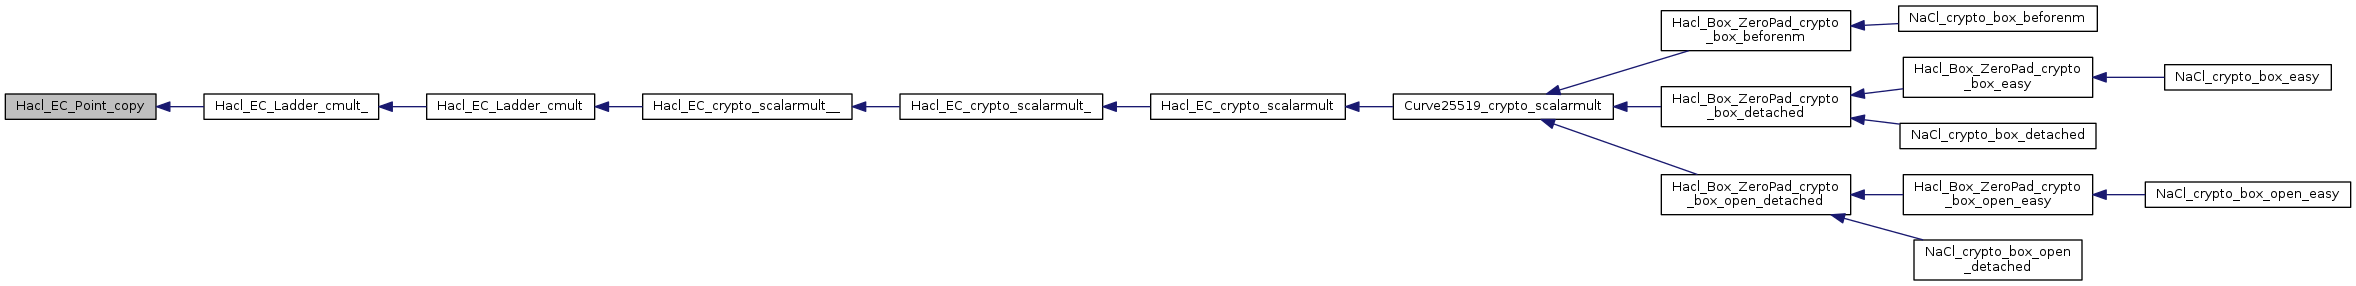 Hacl_EC_Point_copy
Hacl_EC_Ladder_cmult_
Hacl_EC_Ladder_cmult
Hacl_EC_crypto_scalarmult__
Hacl_EC_crypto_scalarmult_
Hacl_EC_crypto_scalarmult
Curve25519_crypto_scalarmult
Hacl_Box_ZeroPad_crypto
_box_beforenm
NaCl_crypto_box_beforenm
Hacl_Box_ZeroPad_crypto
_box_detached
Hacl_Box_ZeroPad_crypto
_box_easy
NaCl_crypto_box_easy
NaCl_crypto_box_detached
Hacl_Box_ZeroPad_crypto
_box_open_detached
Hacl_Box_ZeroPad_crypto
_box_open_easy
NaCl_crypto_box_open_easy
NaCl_crypto_box_open
_detached